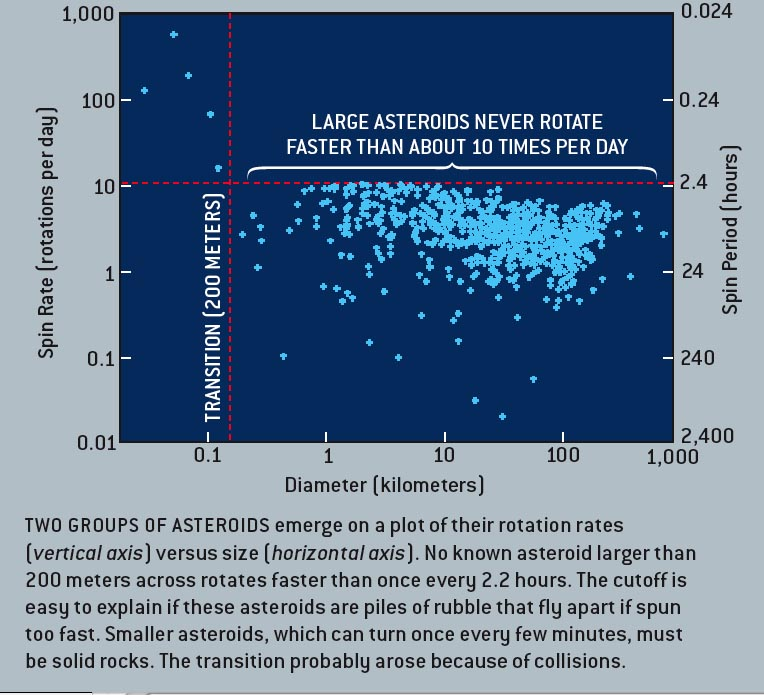 1,000
100
10
1
0.1
0.01
Spin Rate (rotations per day)
0.024
0.24
2.4
24
240
2,400
Spin Period (hours)
LARGE ASTEROIDS NEVER ROTATE
FASTER THAN ABOUT 10 TIMES PER DAY
TRANSITION (200 METERS)
0.1
1
10
100
1,000
Diameter (kilometers)
TWO GROUPS OF ASTEROIDS emerge on a plot of their rotation rates
(vertical axis) versus size (horizontal axis). No known asteroid larger than
200 meters across rotates faster than once every 2.2 hours. The cutoff is
easy to explain if these asteroids are piles of rubble that fly apart if spun
too fast. Smaller asteroids, which can turn once every few minutes, must
be solid rocks. The transition probably arose because of collisions.